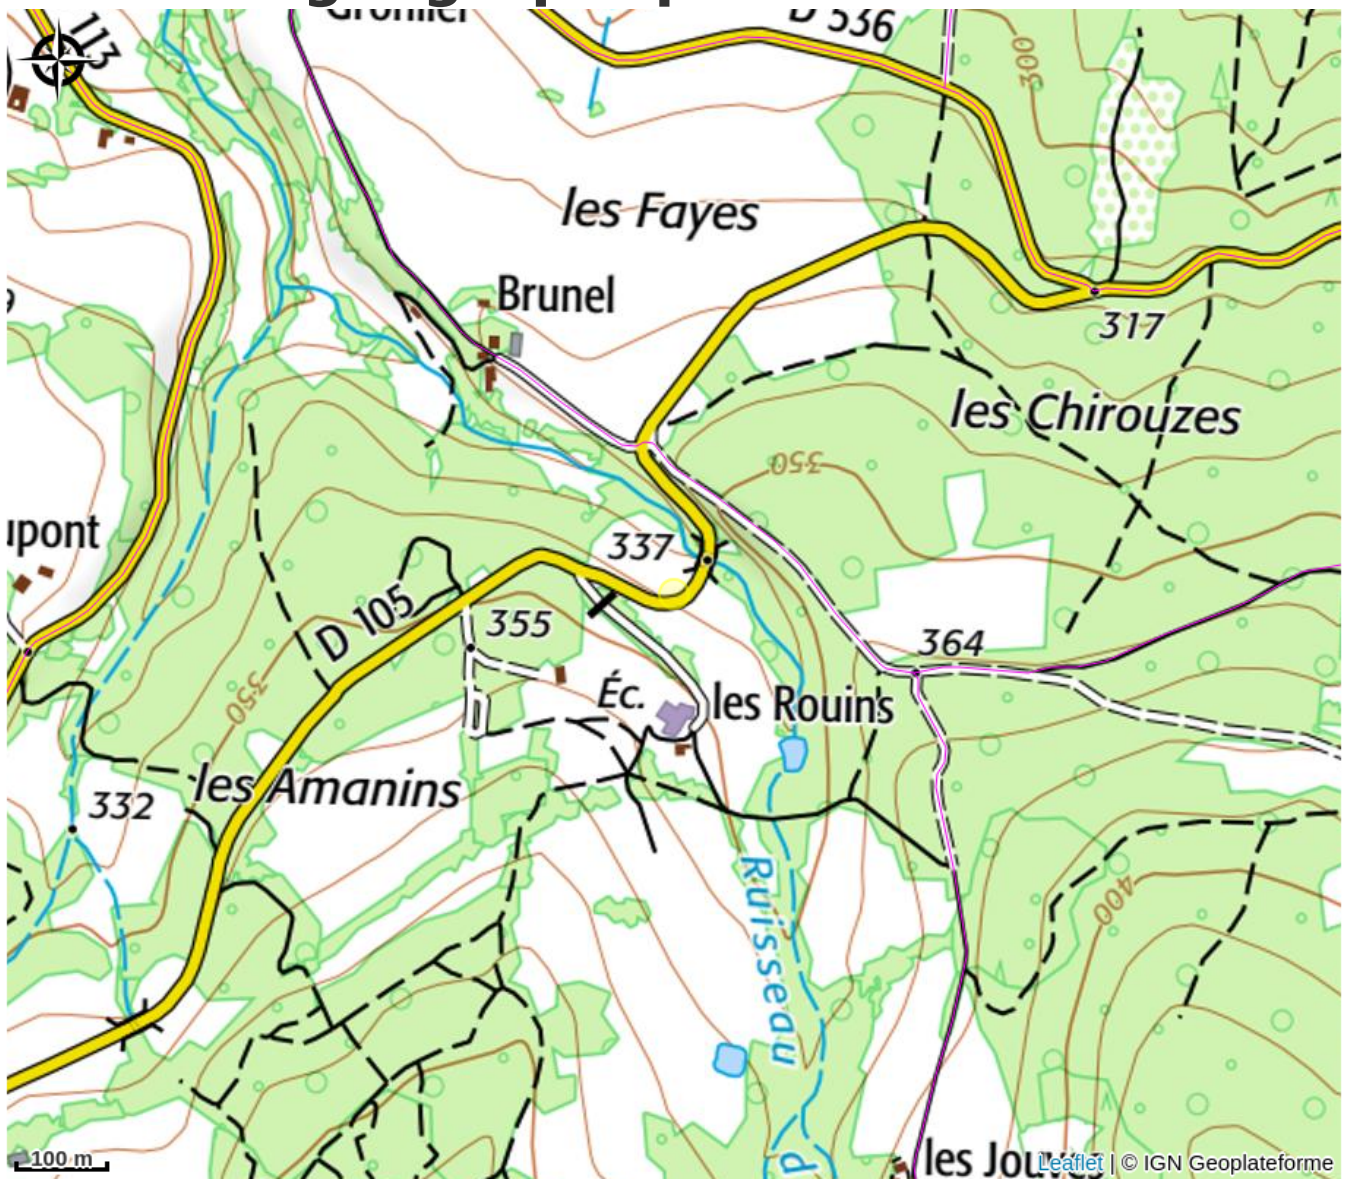 113
D 536
300
les Fayes
Brunel
317
les Chirouzes
350
upont
337
D 105
355
364
350
Éc.
les Rouins
les Amanins
332
400
Ruisseau
d
les Jouves
100 m
Leaflet | © IGN Geoplateforme